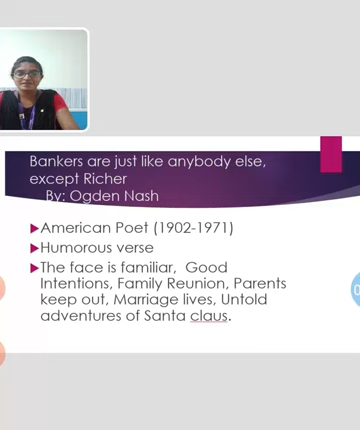 Bankers are just like anybody else,
except Richer
By: Ogden Nash
American Poet (1902-1971)
Humorous verse
The face is familiar, Good
Intentions, Family Reunion, Parents
keep out, Marriage lives, Untold
adventures of Santa claus.